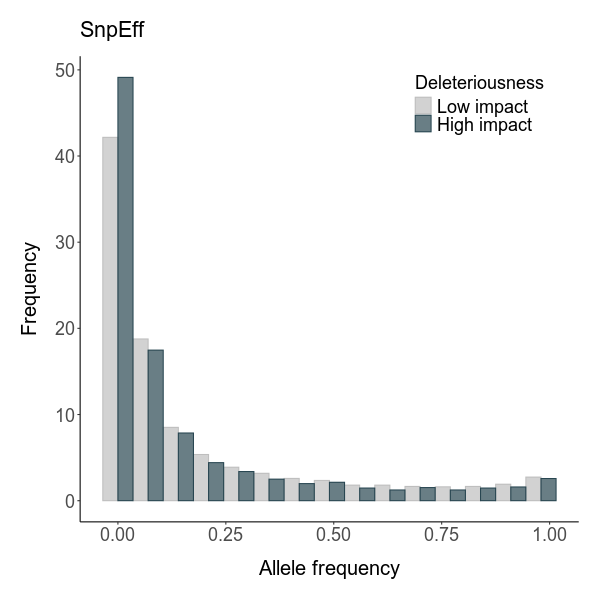 SnpEff
Deleteriousness
Low impact
High impact
Frequency
50
40
30
20
10
0
0.00 0.25 0.50 0.75 1.00
Allele frequency